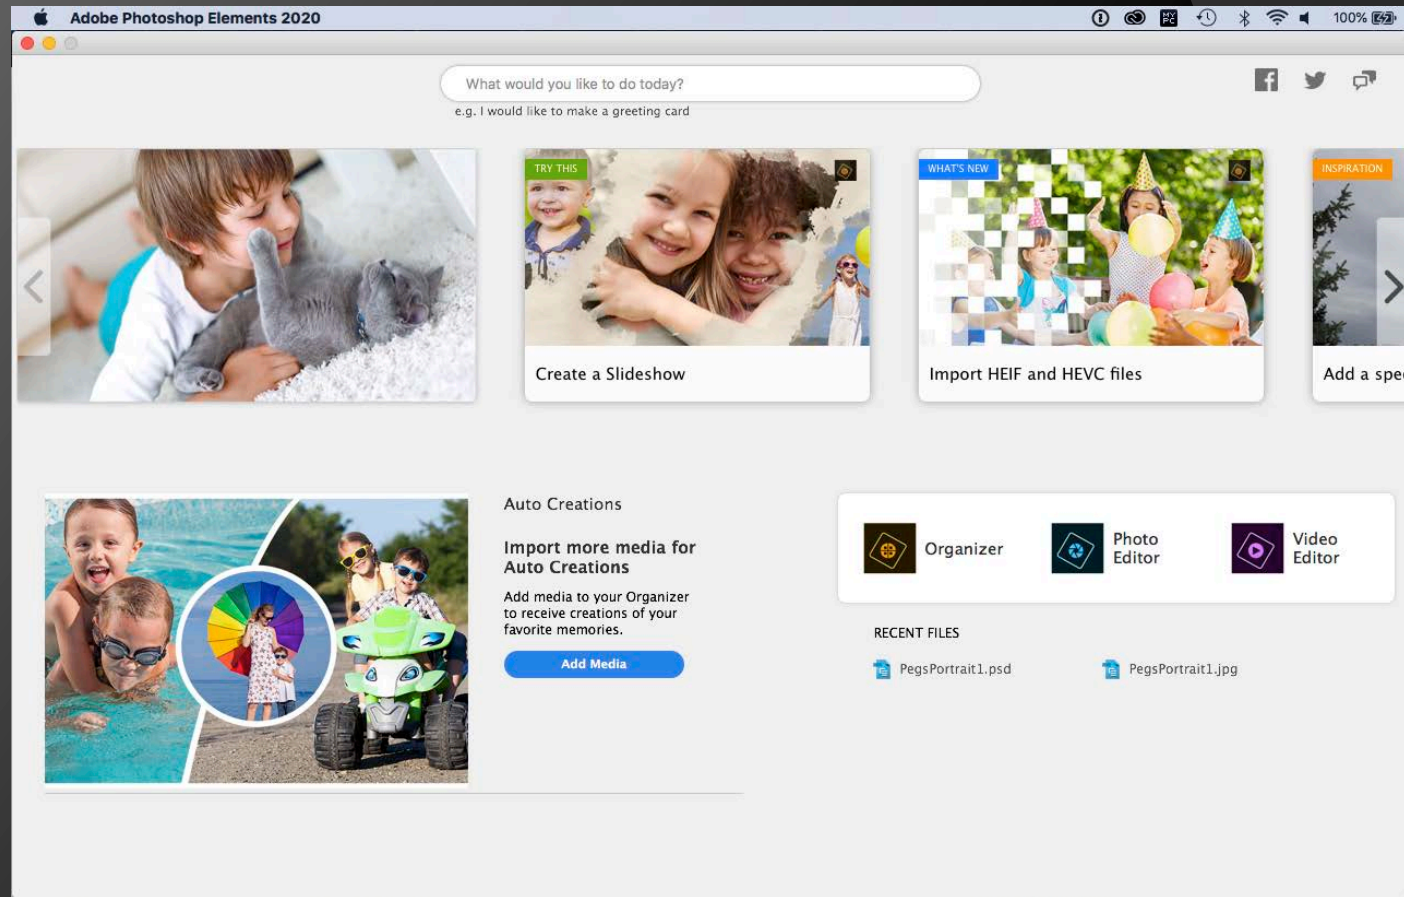 Adobe Photoshop Elements 2020
100%
What would you like to do today?
e.g. I would like to make a greeting card
TRY THIS
Create a Slideshow
WHAT'S NEW
Import HEIF and HEVC files
INSPIRATION
Add a spe
Auto Creations
Import more media for
Auto Creations
Add media to your Organizer
to receive creations of your
favorite memories.
Add Media
Organizer
Photo
Editor
Video
Editor
RECENT FILES
PegsPortrait1.psd
PegsPortrait1.jpg